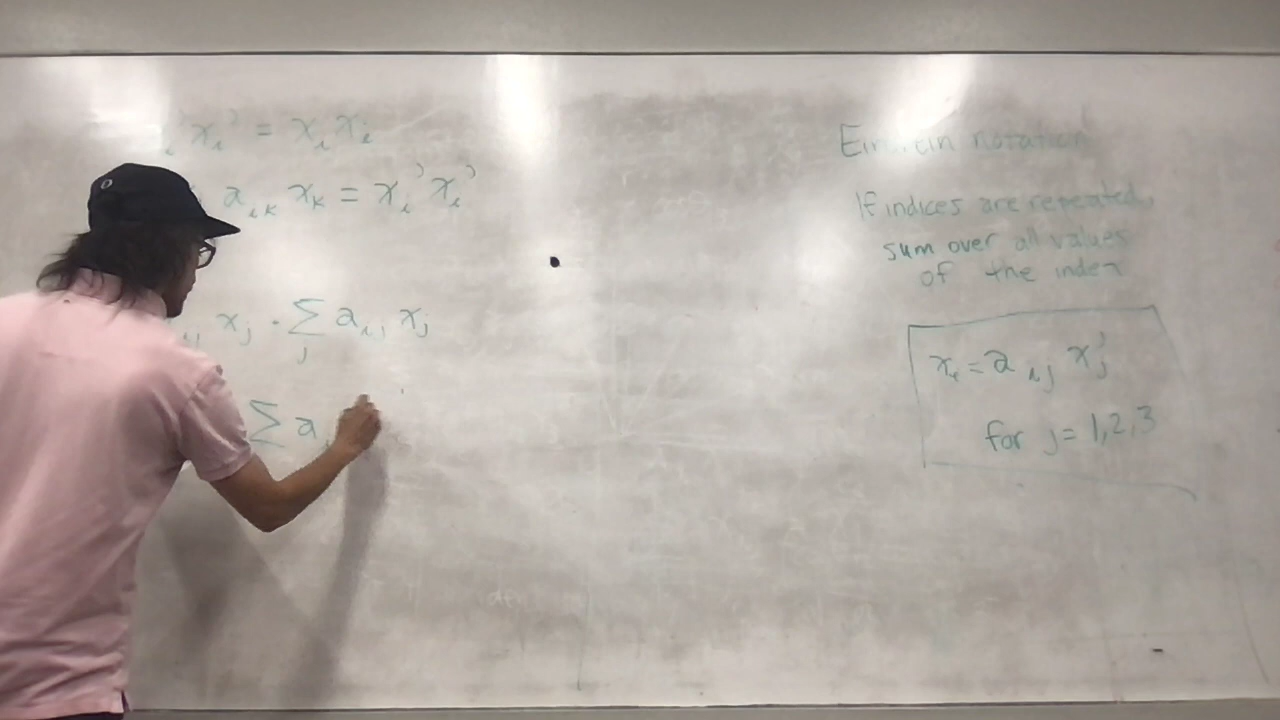 ᵢ' xᵢ' = xᵢ xᵢ
aᵢₖ xₖ = xᵢ' xᵢ'
xⱼ · ∑ⱼ aᵢⱼ xⱼ
∑ a
Einstein notation
If indices are repeated,
sum over all values
of the index
xᵢ = aᵢⱼ xⱼ'
for j = 1,2,3